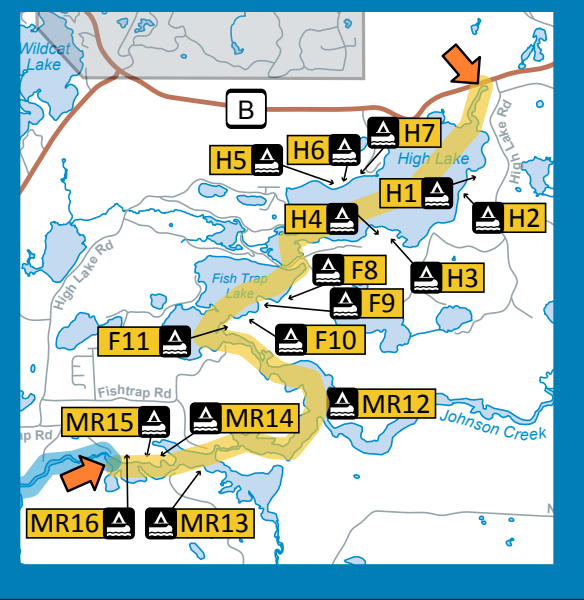 Wildcat
Lake
B
High Lake Rd
H7
H6
H5
High Lake
H1
H2
H4
High Lake Rd
H3
F8
Fish Trap
Lake
F9
F11
F10
Fishtrap Rd
MR12
MR15
MR14
Johnson Creek
ap Rd
MR16
MR13
N